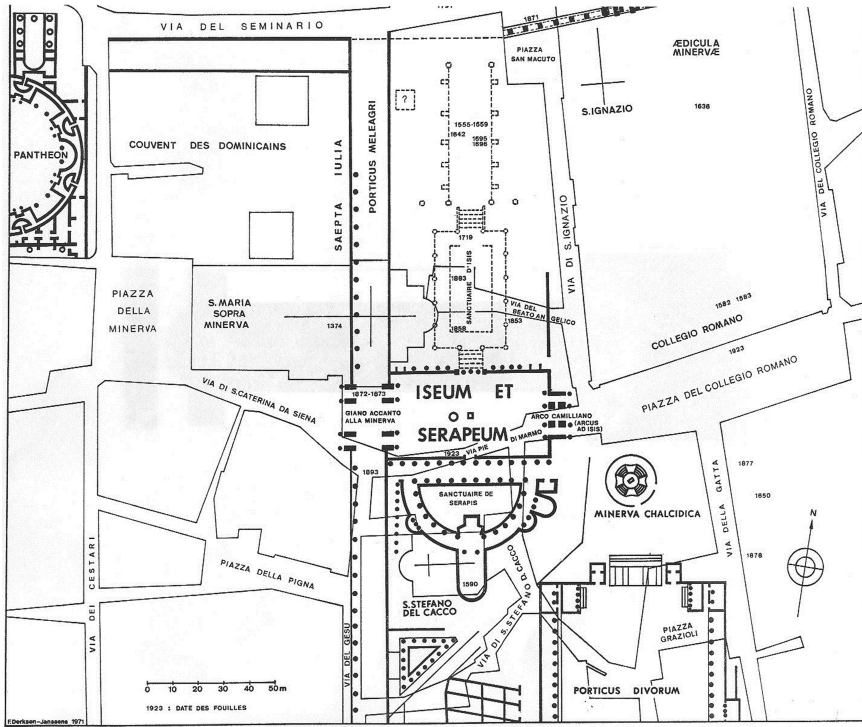 VIA DEL SEMINARIO
1871
PIAZZA
SAN MACUTO
ÆDICULA
MINERVÆ
?
S.IGNAZIO
1636
PANTHEON
COUVENT DES DOMINICAINS
SAEPTA IULIA
PORTICUS MELEAGRI
1555-1559
1642
1695
1696
VIA DEL COLLEGIO ROMANO
VIA DI S. IGNAZIO
1719
SANCTUAIRE D'ISIS
1883
1858
1853
VIA DEL
BEATO ANGELICO
PIAZZA
DELLA
MINERVA
S.MARIA
SOPRA
MINERVA
1374
1582 1583
COLLEGIO ROMANO
1923
PIAZZA DEL COLLEGIO ROMANO
VIA DI S.CATERINA DA SIENA
1872-1873
GIANO ACCANTO
ALLA MINERVA
ISEUM ET
SERAPEUM
ARCO CAMILLIANO
(ARCUS
AD ISIS)
1923
VIA PIE DI MARMO
1893
SANCTUAIRE DE
SERAPIS
MINERVA CHALCIDICA
1877
1650
1878
VIA DELLA GATTA
N
VIA DEI CESTARI
PIAZZA DELLA PIGNA
1590
S.STEFANO
DEL CACCO
VIA DI S.STEFANO D.CACCO
VIA DEL GESU
PIAZZA
GRAZIOLI
PORTICUS DIVORUM
0 10 20 30 40 50m
1923 : DATE DES FOUILLES
F.Derksen-Janssens 1971